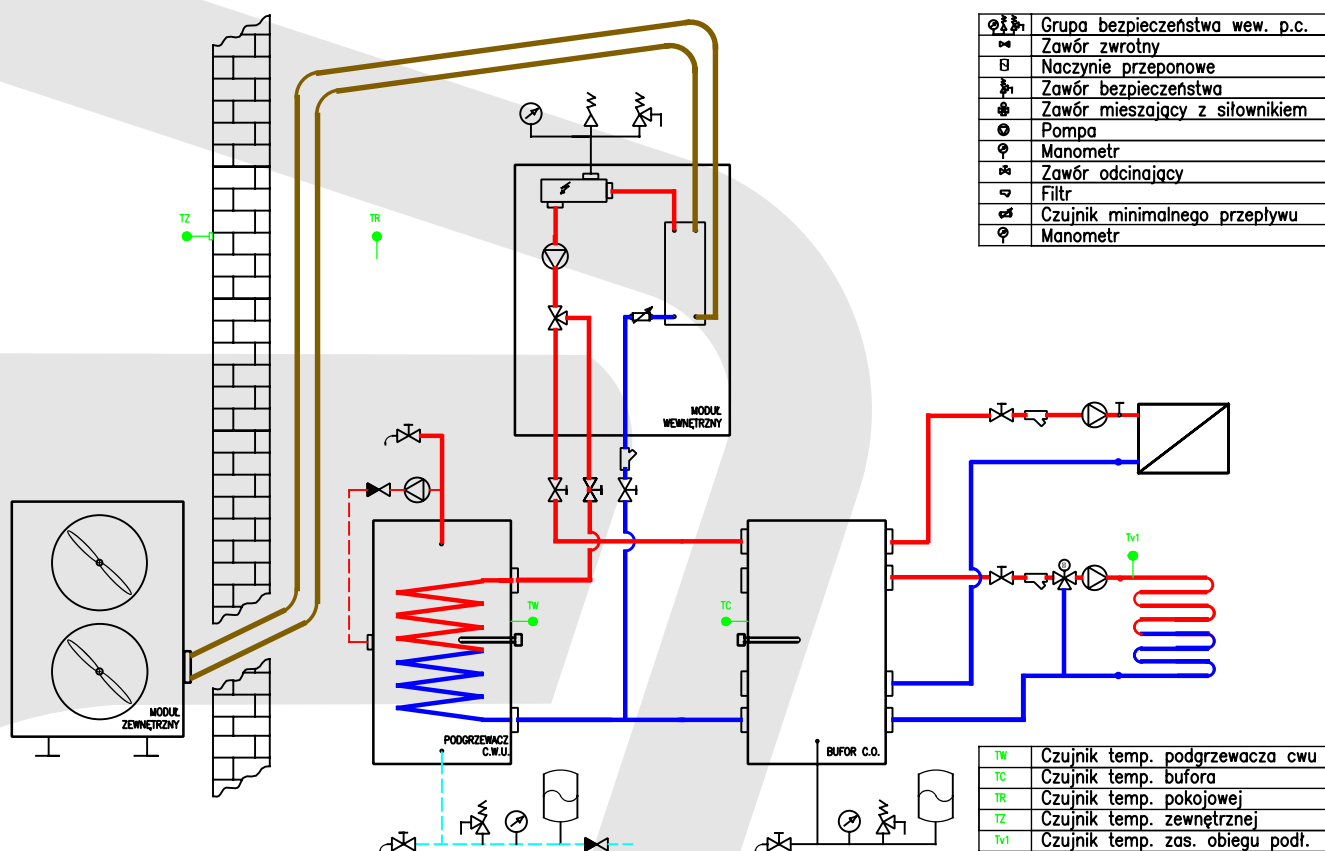 Grupa bezpieczeństwa wew. p.c.
Zawór zwrotny
Naczynie przeponowe
Zawór bezpieczeństwa
Zawór mieszający z siłownikiem
Pompa
Manometr
Zawór odcinający
Filtr
Czujnik minimalnego przepływu
Manometr
TZ
TR
MODUŁ
WEWNĘTRZNY
Tv1
TW
TC
MODUŁ
ZEWNĘTRZNY
PODGRZEWACZ
C.W.U.
BUFOR C.O.
TW Czujnik temp. podgrzewacza cwu
TC Czujnik temp. bufora
TR Czujnik temp. pokojowej
TZ Czujnik temp. zewnętrznej
Tv1 Czujnik temp. zas. obiegu podł.